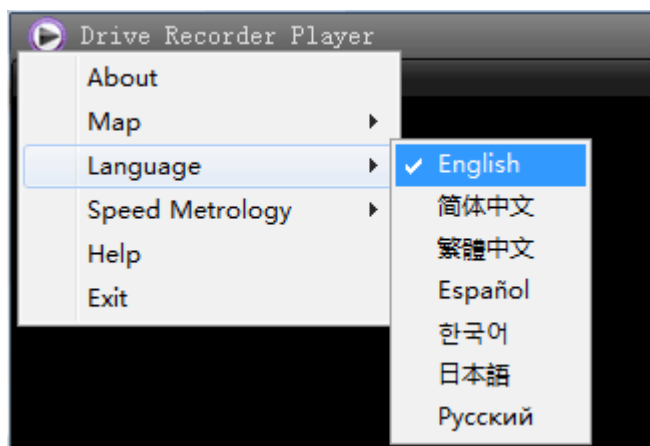 Drive Recorder Player
About
Map
Language
Speed Metrology
Help
Exit
English
简体中文
繁體中文
Español
한국어
日本語
Русский